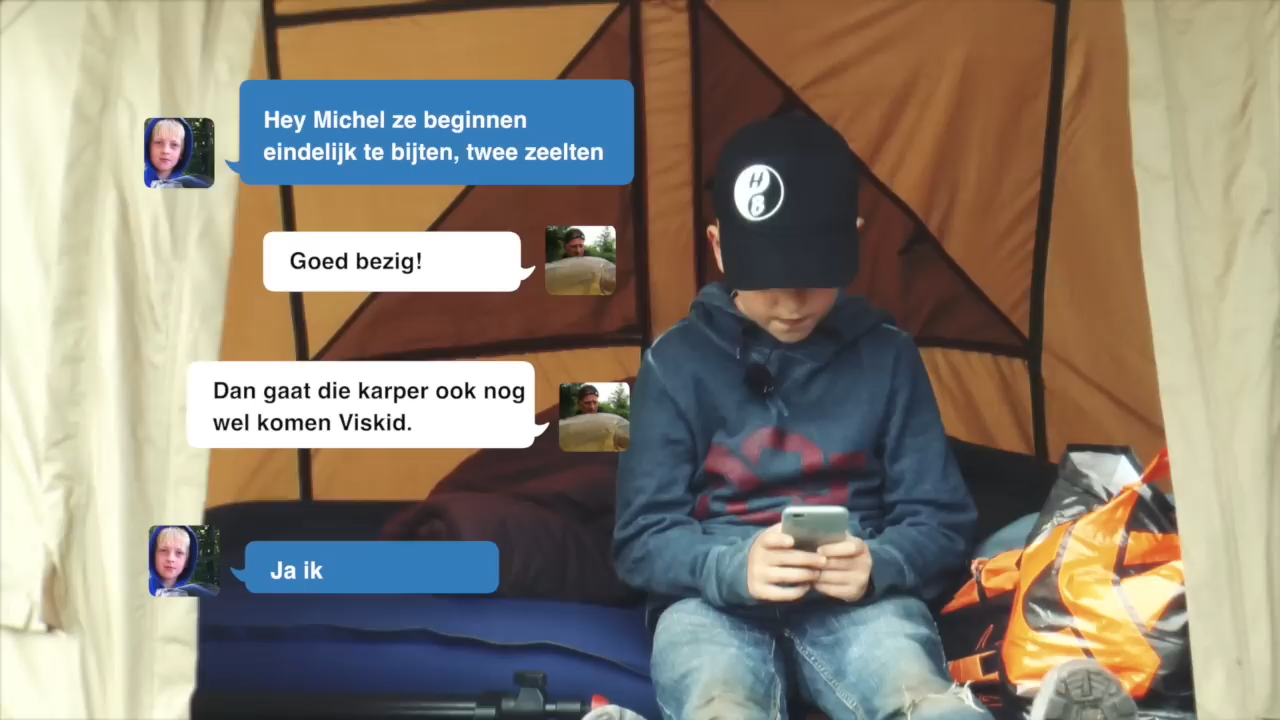 Hey Michel ze beginnen
eindelijk te bijten, twee zeelten
Goed bezig!
Dan gaat die karper ook nog
wel komen Viskid.
Ja ik
H
B